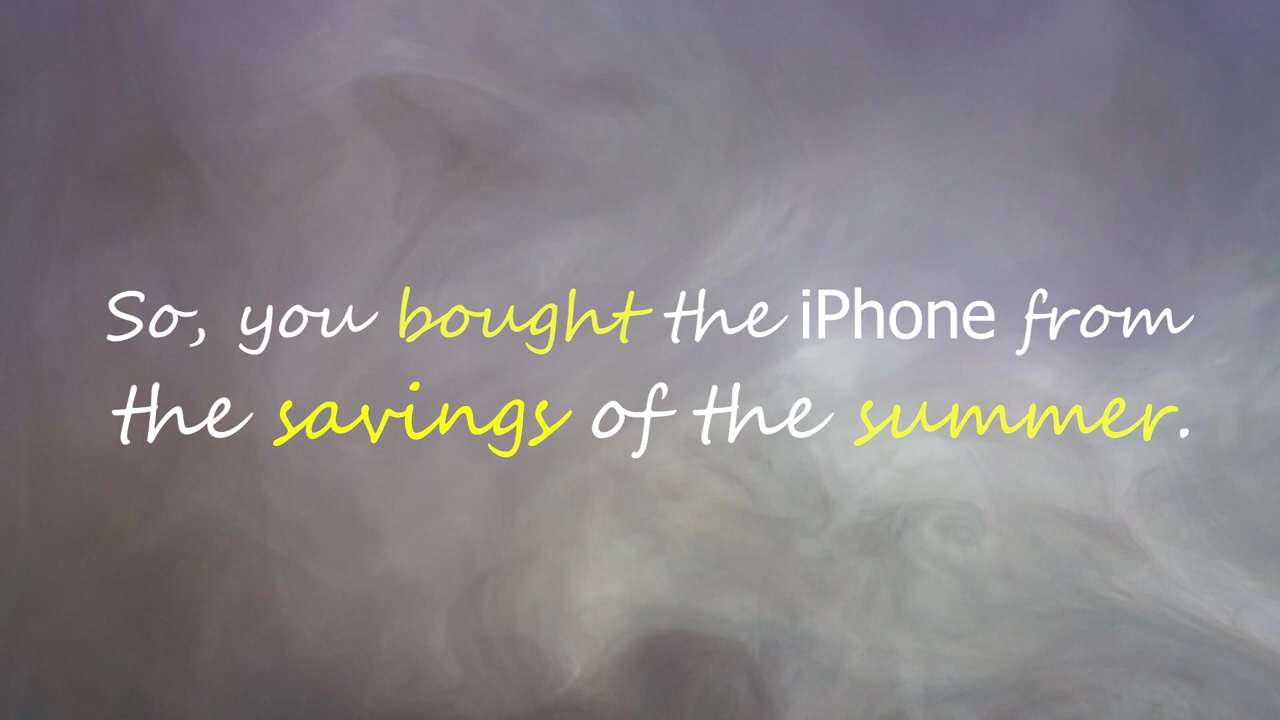 So, you bought the iPhone from
the savings of the summer.